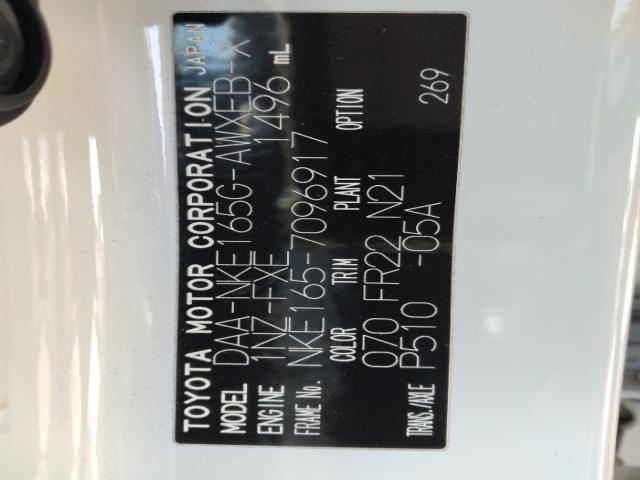 TOYOTA MOTOR CORPORATION JAPAN
MODEL DAA-NKE165G-AWXEB-X
ENGINE 1NZ-FXE 1496 mL
FRAME No. NKE165-7096917
COLOR TRIM PLANT OPTION
070 FR22 N21
TRANS./AXLE P510 -05A 269